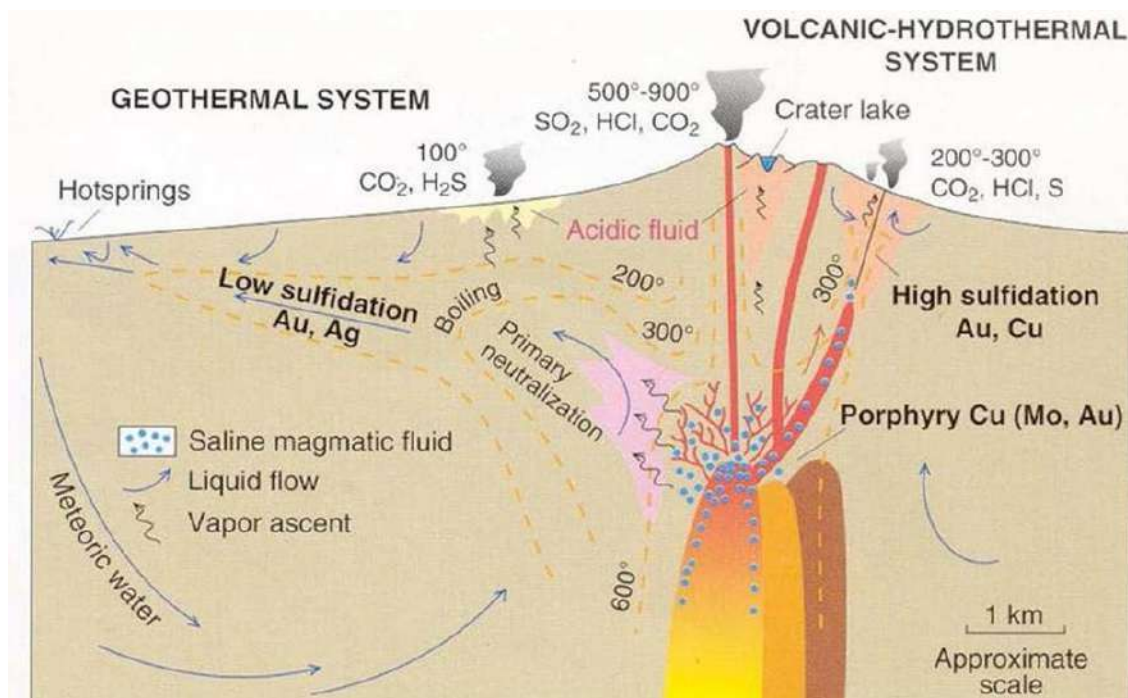 VOLCANIC-HYDROTHERMAL
SYSTEM
GEOTHERMAL SYSTEM
500°-900°
SO₂, HCl, CO₂
Crater lake
100°
CO₂, H₂S
200°-300°
CO₂, HCl, S
Hotsprings
Acidic fluid
200°
300°
300°
Low sulfidation
Au, Ag
Boiling
Primary
neutralization
High sulfidation
Au, Cu
Porphyry Cu (Mo, Au)
Saline magmatic fluid
Liquid flow
Vapor ascent
Meteoric water
600°
1 km
Approximate
scale